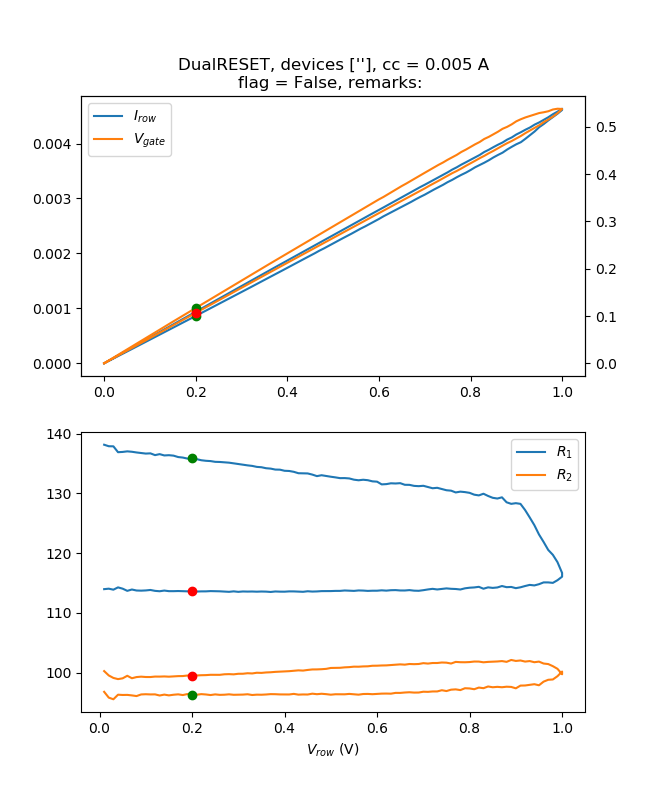 DualRESET, devices [''], cc = 0.005 A
flag = False, remarks:
I_row
V_gate
0.004
0.003
0.002
0.001
0.000
0.5
0.4
0.3
0.2
0.1
0.0
0.0 0.2 0.4 0.6 0.8 1.0
R_1
R_2
140
130
120
110
100
0.0 0.2 0.4 0.6 0.8 1.0
V_row (V)